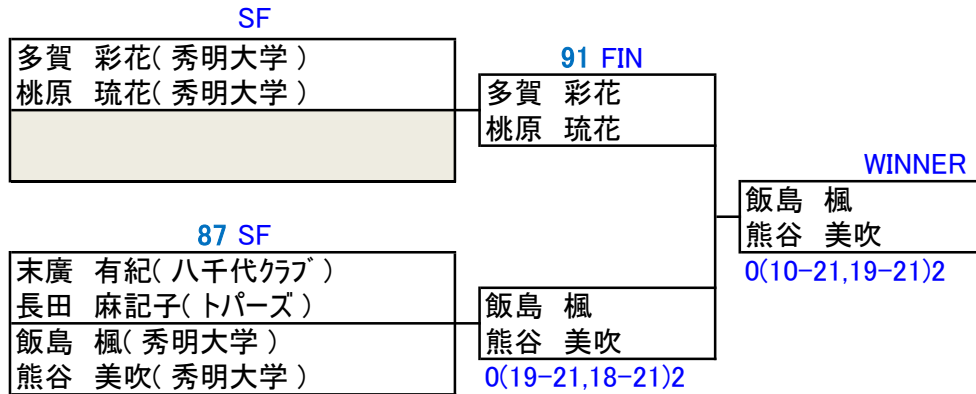 SF
多賀 彩花( 秀明大学 )
桃原 琉花( 秀明大学 )
91 FIN
多賀 彩花
桃原 琉花
WINNER
飯島 楓
熊谷 美吹
0(10-21,19-21)2
87 SF
末廣 有紀( 八千代ｸﾗﾌﾞ )
長田 麻記子( トパーズ )
飯島 楓( 秀明大学 )
熊谷 美吹( 秀明大学 )
飯島 楓
熊谷 美吹
0(19-21,18-21)2